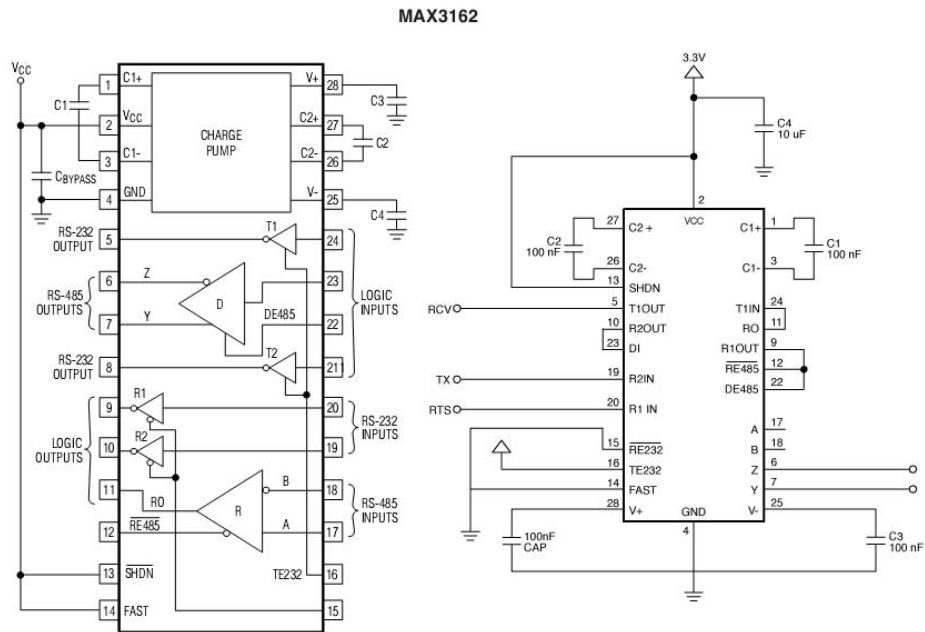 MAX3162
VCC
C1
CBYPASS
1
C1+
2
VCC
3
C1-
4
GND
CHARGE
PUMP
V+
28
C3
C2+
27
C2
C2-
26
V-
25
C4
RS-232
OUTPUT
5
T1
24
RS-485
OUTPUTS
6
Z
D
23
7
Y
DE485
22
LOGIC
INPUTS
RS-232
OUTPUT
8
T2
211
LOGIC
OUTPUTS
9
R1
20
10
R2
19
RS-232
INPUTS
11
RO
R
B
18
12
RE485
A
17
RS-485
INPUTS
13
SHDN
TE232
16
14
FAST
15
3.3V
C4
10 uF
2
VCC
27
C2 +
C2
100 nF
26
C2-
13
SHDN
1
C1+
C1
100 nF
3
C1-
RCV
5
T1OUT
24
T1IN
10
R2OUT
11
RO
23
DI
9
R1OUT
12
RE485
22
DE485
TX
19
R2IN
RTS
20
R1 IN
17
A
18
B
15
RE232
16
TE232
6
Z
14
FAST
7
Y
28
V+
GND
4
25
V-
100nF
CAP
C3
100 nF